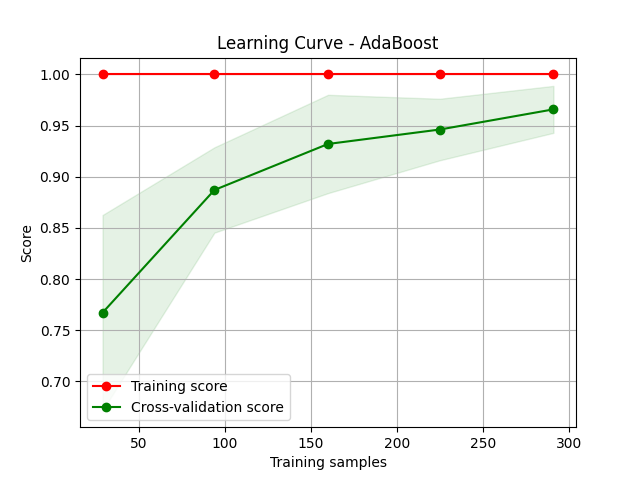 Learning Curve - AdaBoost
1.00
0.95
0.90
0.85
0.80
0.75
0.70
Score
Training score
Cross-validation score
50 100 150 200 250 300
Training samples